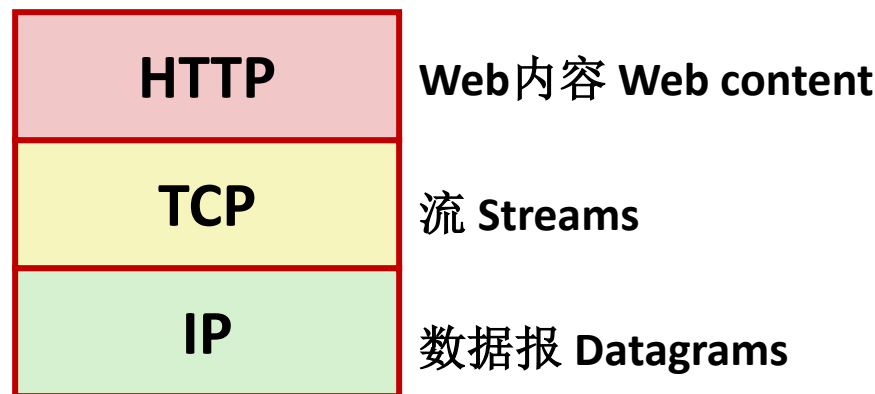 HTTP
Web内容 Web content
TCP
流 Streams
IP
数据报 Datagrams